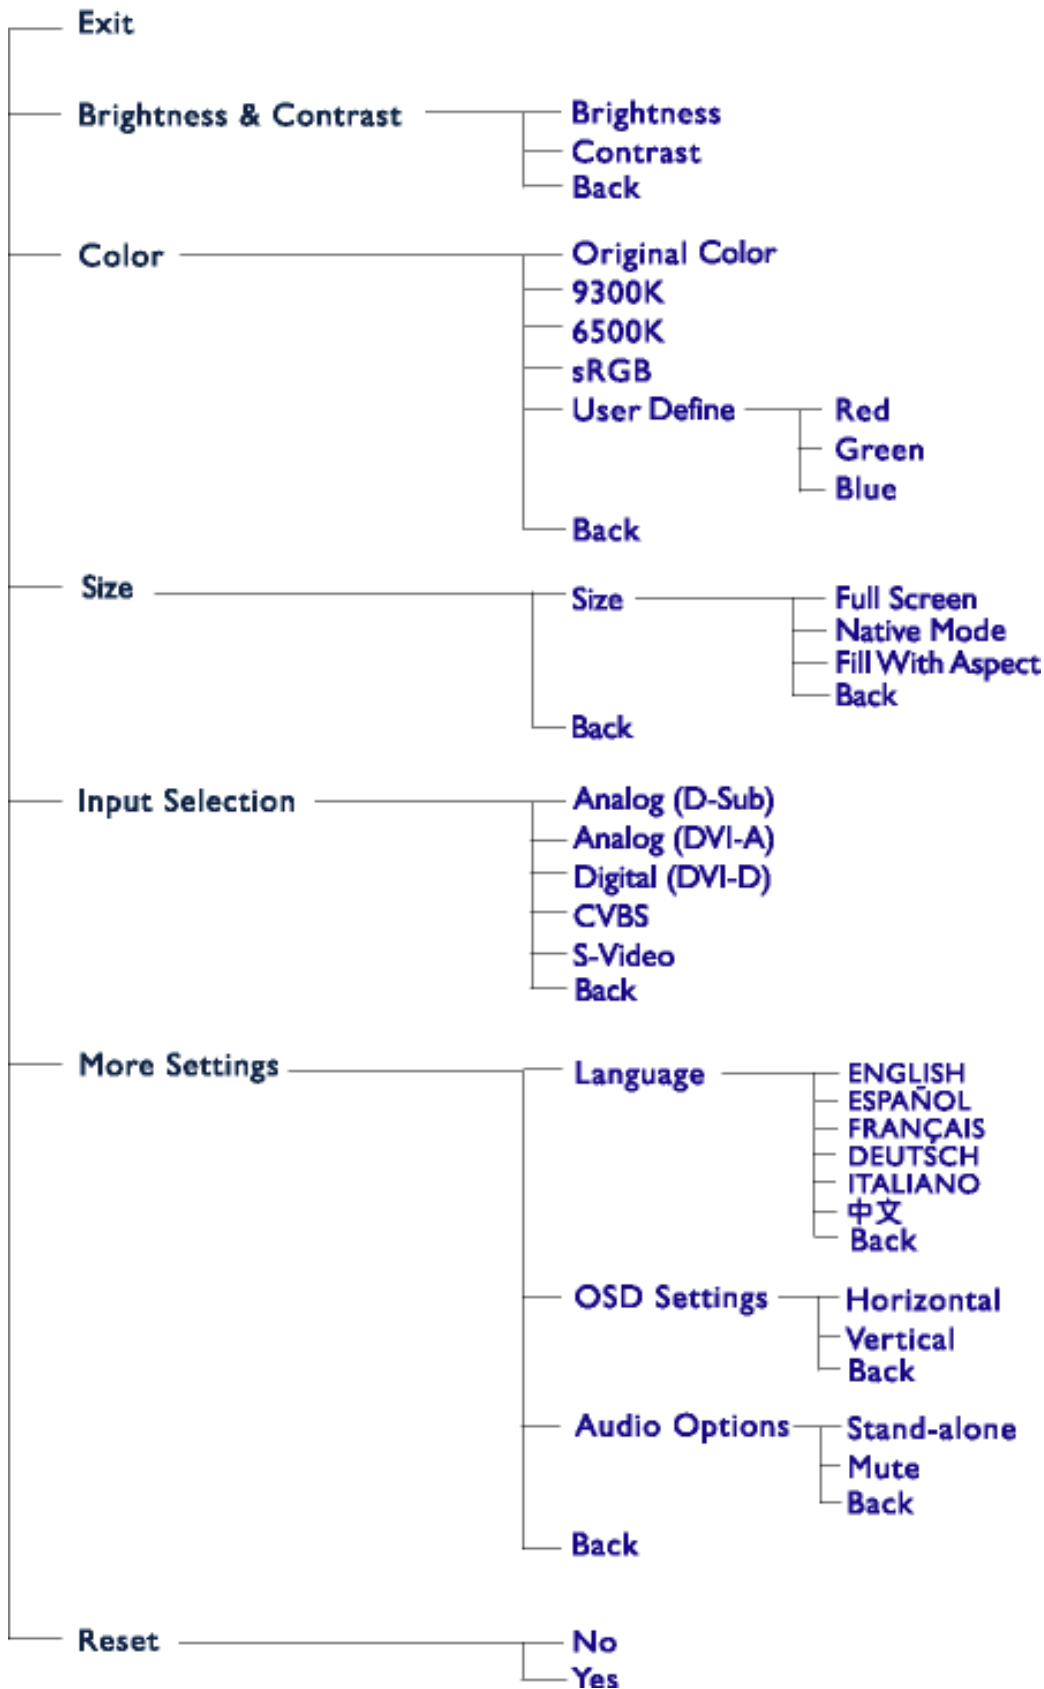 Exit
Brightness & Contrast
Brightness
Contrast
Back
Color
Original Color
9300K
6500K
sRGB
User Define
Red
Green
Blue
Back
Size
Size
Full Screen
Native Mode
Fill With Aspect
Back
Back
Input Selection
Analog (D-Sub)
Analog (DVI-A)
Digital (DVI-D)
CVBS
S-Video
Back
More Settings
Language
ENGLISH
ESPAÑOL
FRANÇAIS
DEUTSCH
ITALIANO
中文
Back
OSD Settings
Horizontal
Vertical
Back
Audio Options
Stand-alone
Mute
Back
Back
Reset
No
Yes